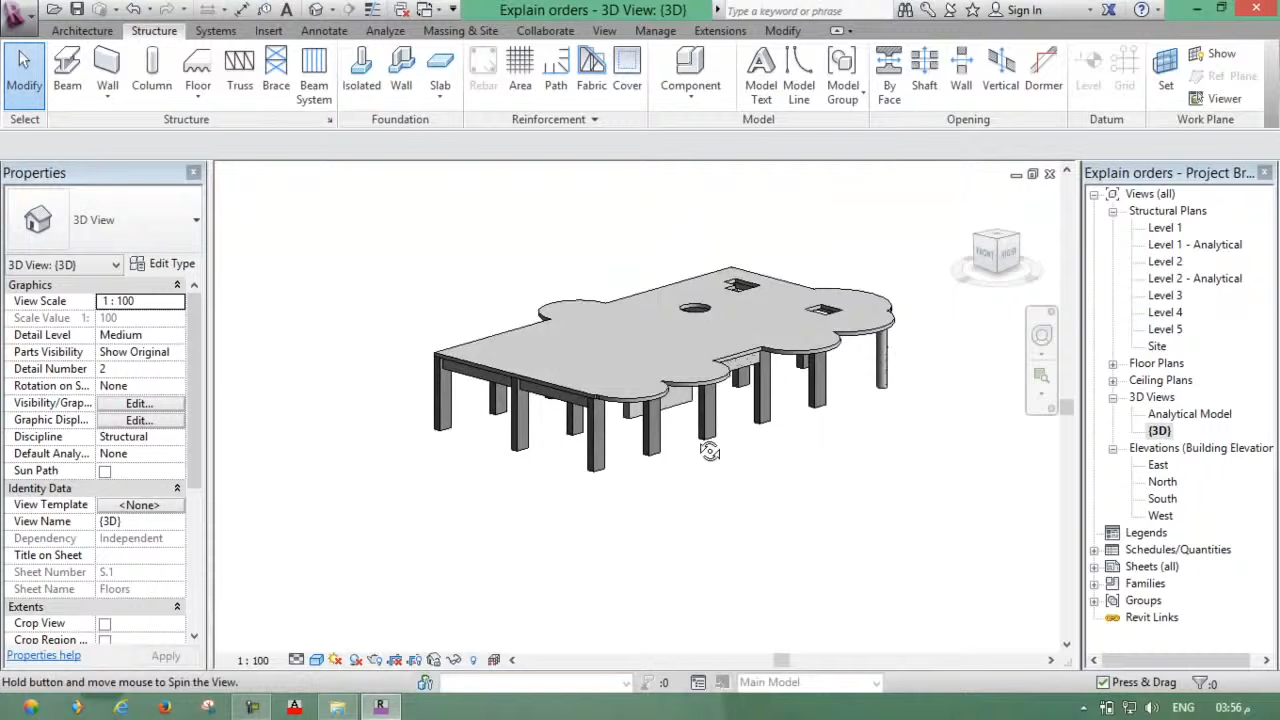 Explain orders - 3D View: {3D}
Type a keyword or phrase
Sign In
Architecture Structure Systems Insert Annotate Analyze Massing & Site Collaborate View Manage Extensions Modify
Modify Beam Wall Column Floor Truss Brace Beam System Isolated Wall Slab Rebar Area Path Fabric Cover Component Model Text Model Line Model Group By Face Shaft Wall Vertical Dormer Level Grid Set
Show
Ref Plane
Viewer
Select Structure Foundation Reinforcement Model Opening Datum Work Plane
Properties
3D View
3D View: {3D} Edit Type
Graphics
View Scale 1 : 100
Scale Value 1: 100
Detail Level Medium
Parts Visibility Show Original
Detail Number 2
Rotation on S... None
Visibility/Grap... Edit...
Graphic Displ... Edit...
Discipline Structural
Default Analy... None
Sun Path
Identity Data
View Template <None>
View Name {3D}
Dependency Independent
Title on Sheet
Sheet Number S.1
Sheet Name Floors
Extents
Crop View
Crop Region ...
Properties help Apply
FRONT RIGHT
Explain orders - Project Br...
Views (all)
Structural Plans
Level 1
Level 1 - Analytical
Level 2
Level 2 - Analytical
Level 3
Level 4
Level 5
Site
Floor Plans
Ceiling Plans
3D Views
Analytical Model
{3D}
Elevations (Building Elevation
East
North
South
West
Legends
Schedules/Quantities
Sheets (all)
Families
Groups
Revit Links
1 : 100
Hold button and move mouse to Spin the View.
:0
Main Model
Press & Drag
:0
ENG
03:56 م